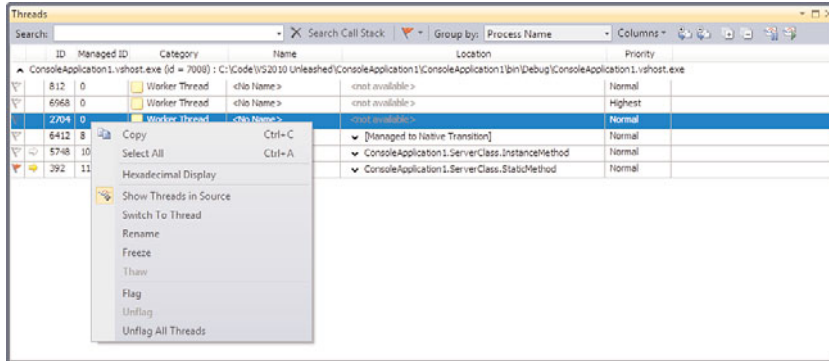 Threads
Search: Search Call Stack Group by: Process Name Columns
ID Managed ID Category Name Location Priority
ConsoleApplication1.vshost.exe (id = 7008) : C:\Code\VS2010 Unleashed\ConsoleApplication1\ConsoleApplication1\bin\Debug\ConsoleApplication1.vshost.exe
812 0 Worker Thread <No Name> <not available> Normal
6968 0 Worker Thread <No Name> <not available> Highest
2704 0 Worker Thread <No Name> <not available> Normal
6412 8 [Managed to Native Transition] Normal
5748 10 ConsoleApplication1.ServerClass.InstanceMethod Normal
392 11 ConsoleApplication1.ServerClass.StaticMethod Normal
Copy Ctrl+C
Select All Ctrl+A
Hexadecimal Display
Show Threads in Source
Switch To Thread
Rename
Freeze
Thaw
Flag
Unflag
Unflag All Threads